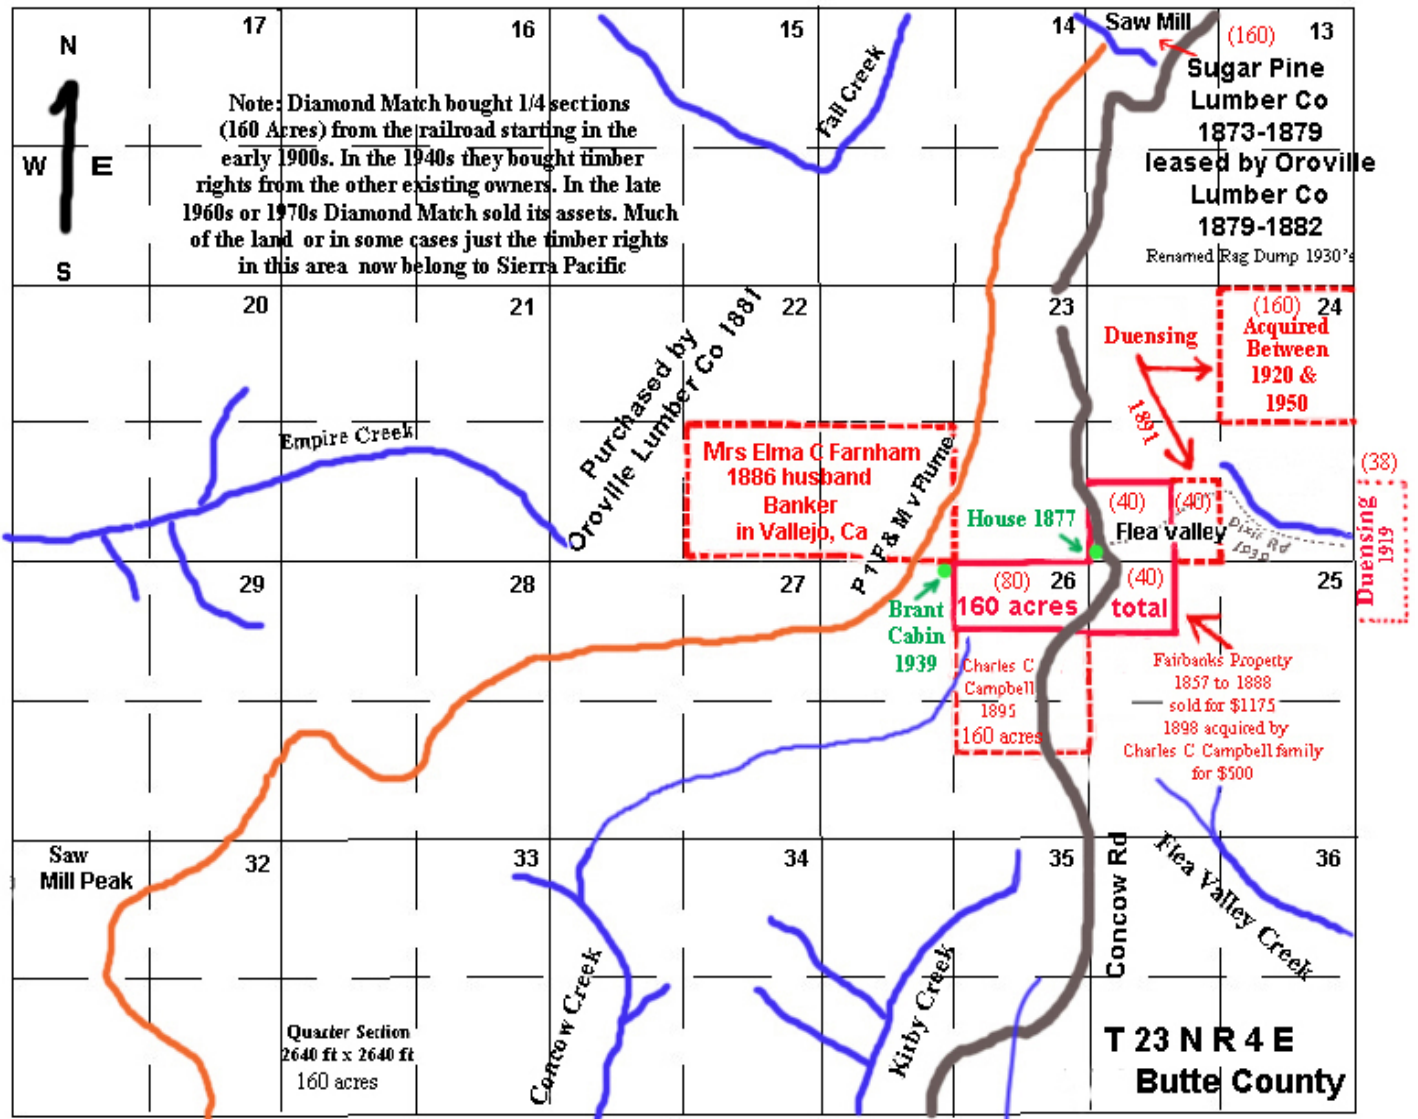 17
16
15
14
Saw Mill
(160)
13
N
W E
S
Note: Diamond Match bought 1/4 sections
(160 Acres) from the railroad starting in the
early 1900s. In the 1940s they bought timber
rights from the other existing owners. In the late
1960s or 1970s Diamond Match sold its assets. Much
of the land or in some cases just the timber rights
in this area now belong to Sierra Pacific
Fall Creek
Sugar Pine
Lumber Co
1873-1879
leased by Oroville
Lumber Co
1879-1882
Renamed Rag Dump 1930's
20
21
22
23
24
Purchased by
Oroville Lumber Co 1881
Duensing
1891
(160)
Acquired
Between
1920 &
1950
Empire Creek
Mrs Elma C Farnham
1886 husband
Banker
in Vallejo, Ca
P 1 P & M v Flume
House 1877
(40)
(40)
Flea valley
Dixie Rd
1930
(38)
Duensing
1919
29
28
27
26
25
(80)
(40)
160 acres
total
Brant
Cabin
1939
Charles C
Campbell
1895
160 acres
Fairbanks Property
1857 to 1888
sold for $1175
1898 acquired by
Charles C Campbell family
for $500
Saw
Mill Peak
32
33
34
35
36
Concow Rd
Flea Valley Creek
Concow Creek
Kirby Creek
Quarter Section
2640 ft x 2640 ft
160 acres
T 23 N R 4 E
Butte County